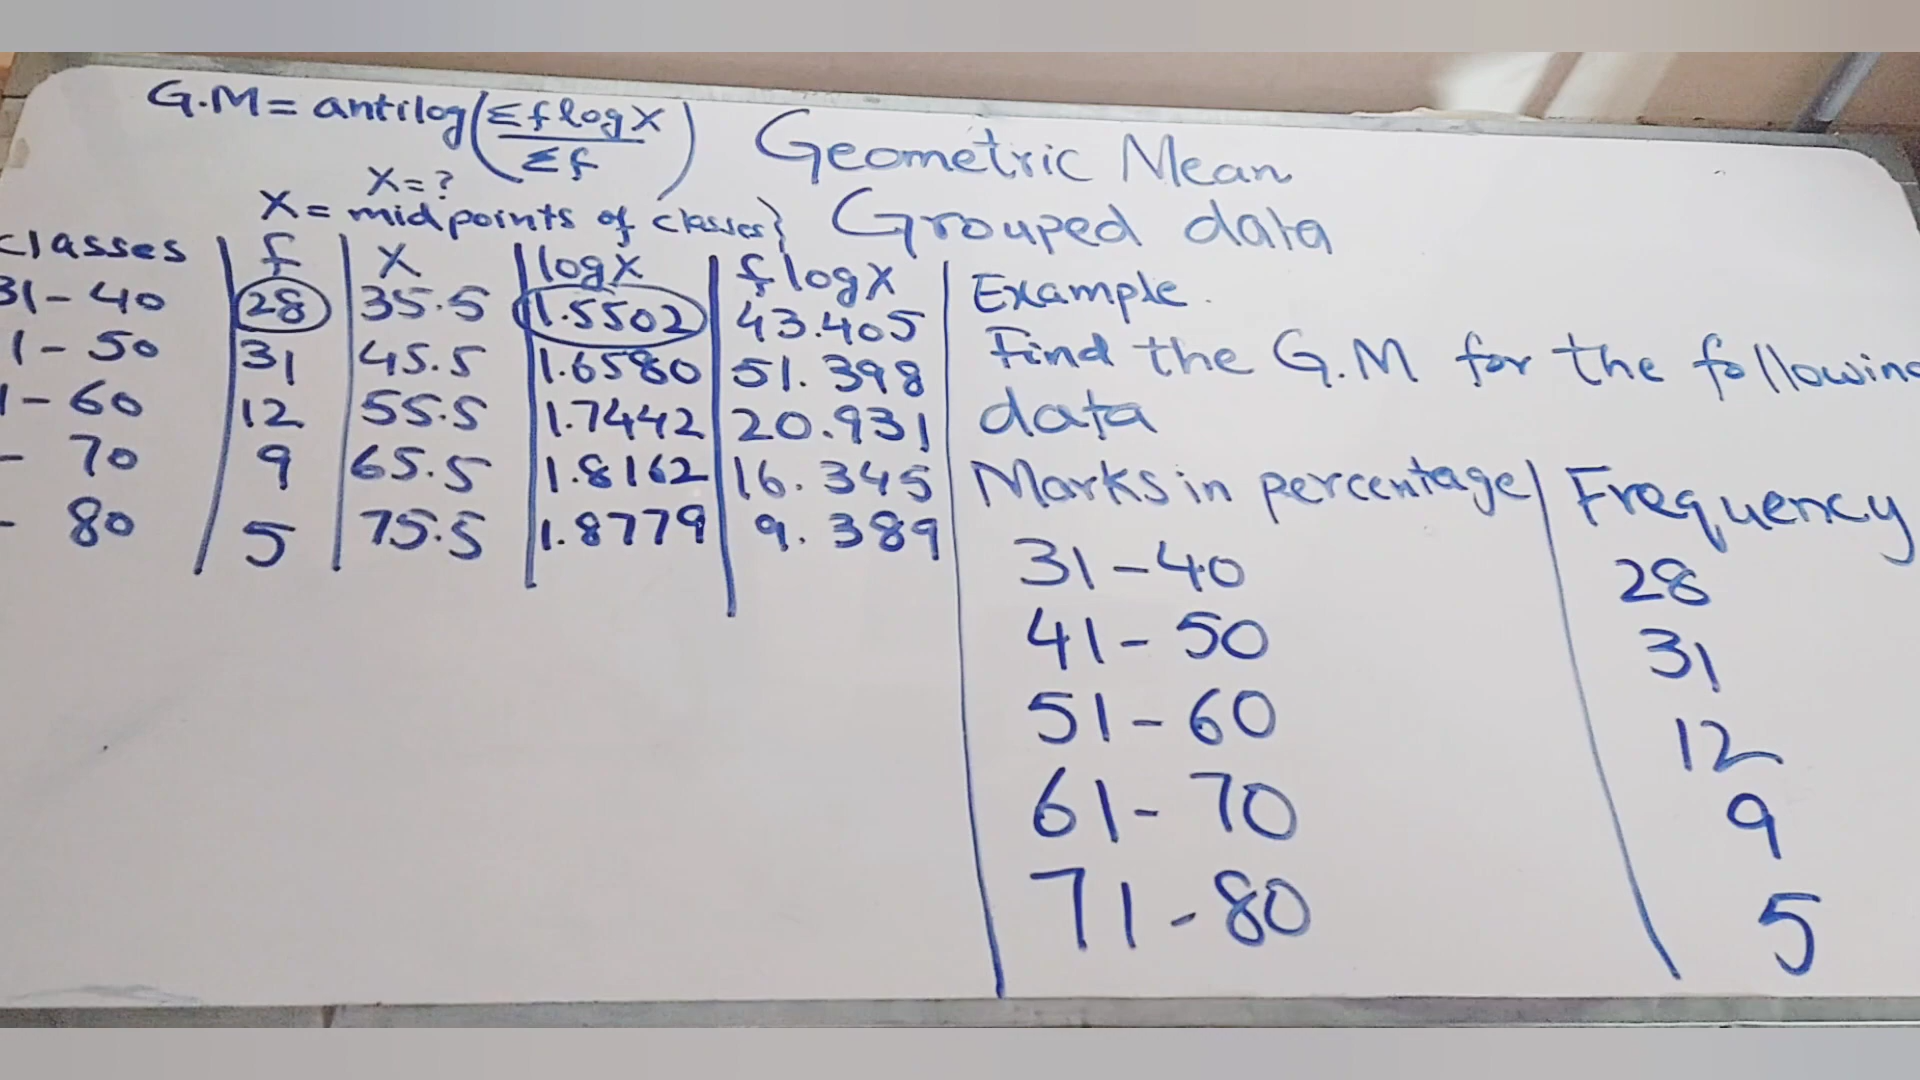 G.M = antilog(Σ f log X / Σ f)
X = ?
X = midpoints of classes}
Geometric Mean
Grouped data
classes | f | X | log X | f log X
31 - 40 | 28 | 35.5 | 1.5502 | 43.405
1 - 50 | 31 | 45.5 | 1.6580 | 51.398
1 - 60 | 12 | 55.5 | 1.7442 | 20.931
- 70 | 9 | 65.5 | 1.8162 | 16.345
- 80 | 5 | 75.5 | 1.8779 | 9.389
Example.
Find the G.M for the following
data
Marks in percentage | Frequency
31 - 40 | 28
41 - 50 | 31
51 - 60 | 12
61 - 70 | 9
71 - 80 | 5